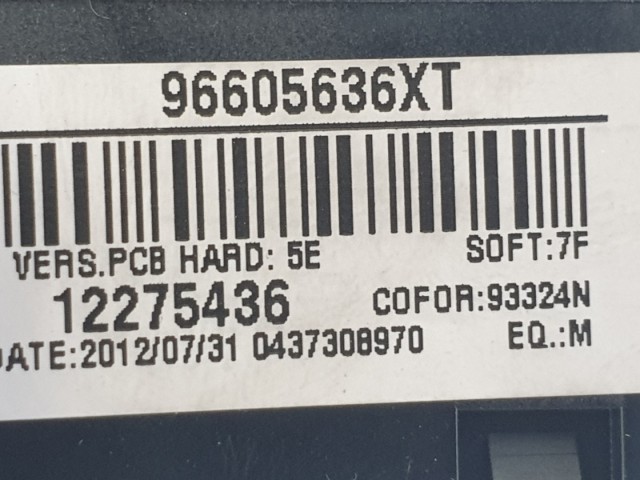 96605636XT
VERS.PCB HARD: 5E SOFT:7F
12275436 COFOR:93324N
DATE:2012/07/31 0437308970 EQ.:M